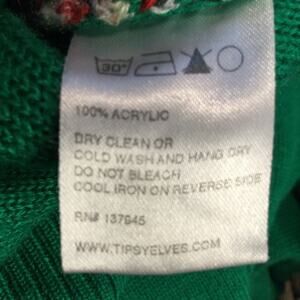 30°
100% ACRYLIC
DRY CLEAN OR
COLD WASH AND HANG DRY
DO NOT BLEACH
COOL IRON ON REVERSE SIDE
RN# 137945
WWW.TIPSYELVES.COM